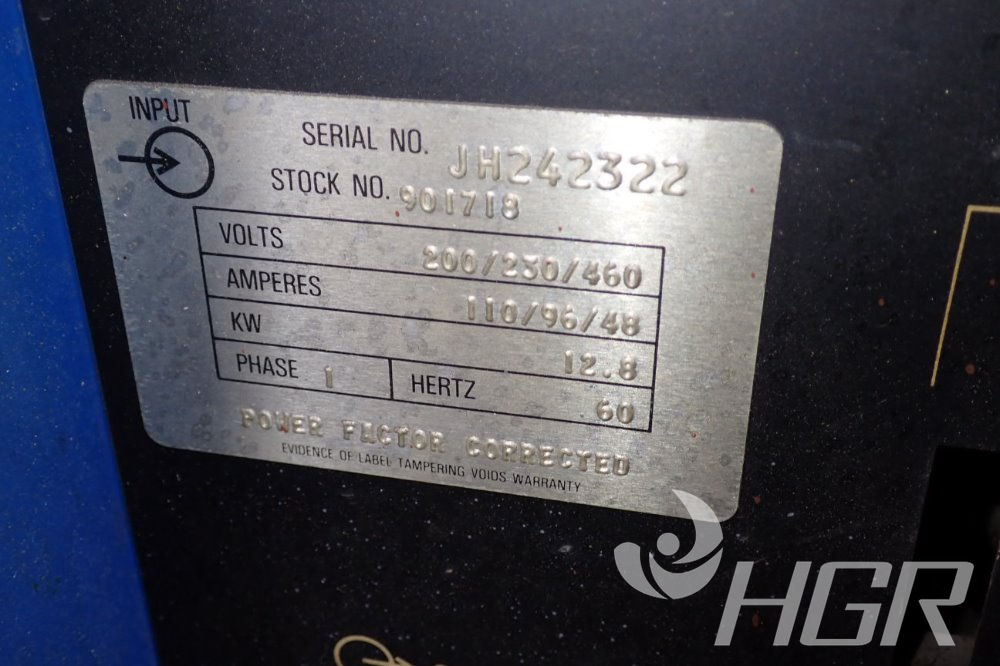 INPUT
SERIAL NO. JH242322
STOCK NO. 901718
VOLTS 200/230/460
AMPERES 110/96/48
KW 12.8
PHASE 1 HERTZ 60
POWER FACTOR CORRECTED
EVIDENCE OF LABEL TAMPERING VOIDS WARRANTY
HGR